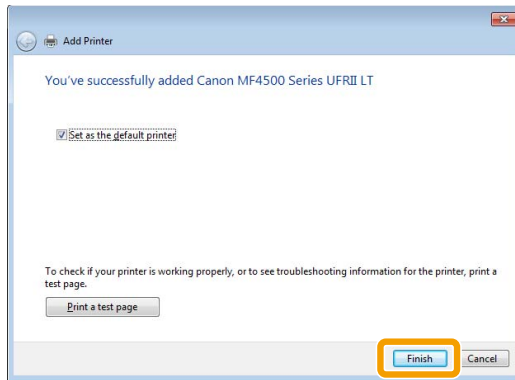 Add Printer
You've successfully added Canon MF4500 Series UFRII LT
Set as the default printer
To check if your printer is working properly, or to see troubleshooting information for the printer, print a
test page.
Print a test page
Finish
Cancel